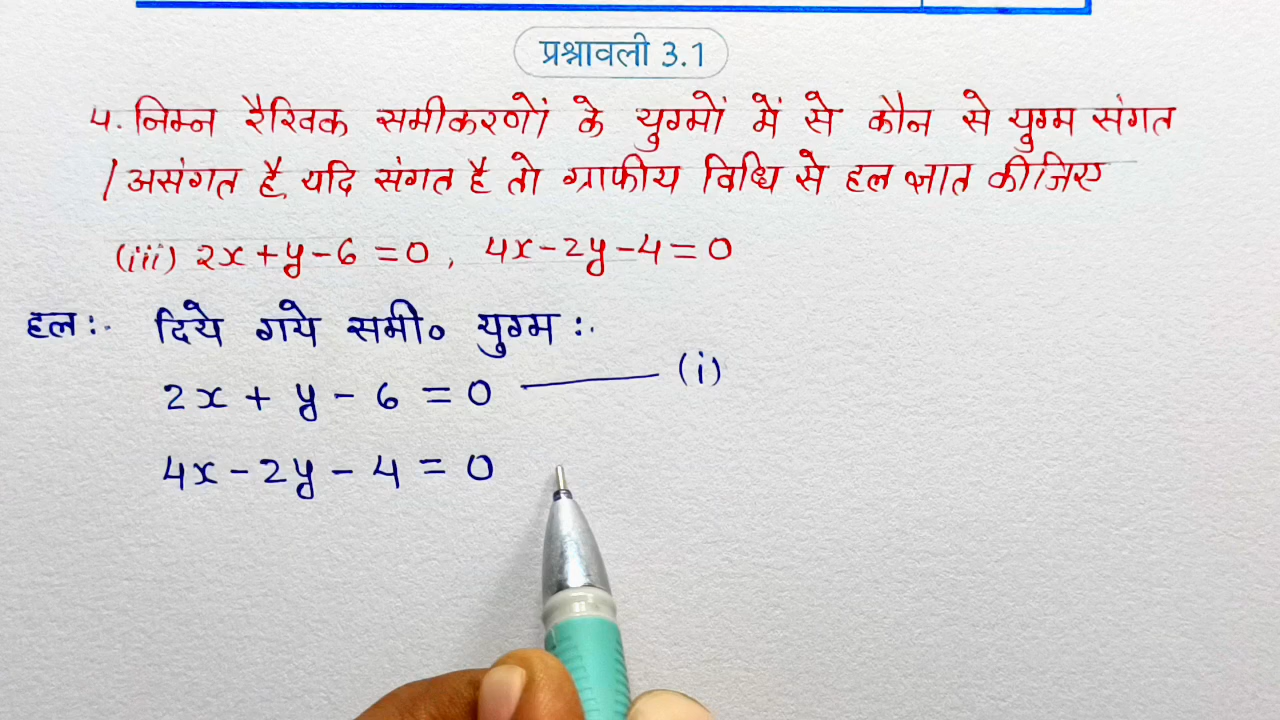 प्रश्नावली 3.1
4. निम्न रैखिक समीकरणों के युग्मों में से कौन से युग्म संगत
/ असंगत है, यदि संगत है तो ग्राफीय विधि से हल ज्ञात कीजिए
(iii) 2x + y - 6 = 0, 4x - 2y - 4 = 0
हल :- दिये गये समी० युग्म :-
2x + y - 6 = 0 ——— (i)
4x - 2y - 4 = 0